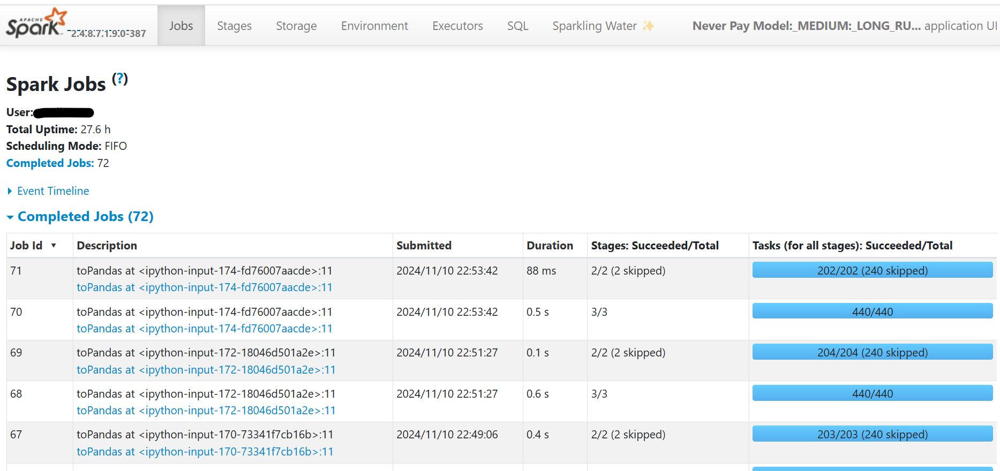 APACHE
Spark™ 2.4.8.7.1.9.0-387 Jobs Stages Storage Environment Executors SQL Sparkling Water ✨ Never Pay Model:_MEDIUM:_LONG_RU... application UI
Spark Jobs (?)
User:
Total Uptime: 27.6 h
Scheduling Mode: FIFO
Completed Jobs: 72
Event Timeline
Completed Jobs (72)
Job Id ▾ Description Submitted Duration Stages: Succeeded/Total Tasks (for all stages): Succeeded/Total
71 toPandas at <ipython-input-174-fd76007aacde>:11 2024/11/10 22:53:42 88 ms 2/2 (2 skipped) 202/202 (240 skipped)
toPandas at <ipython-input-174-fd76007aacde>:11
70 toPandas at <ipython-input-174-fd76007aacde>:11 2024/11/10 22:53:42 0.5 s 3/3 440/440
toPandas at <ipython-input-174-fd76007aacde>:11
69 toPandas at <ipython-input-172-18046d501a2e>:11 2024/11/10 22:51:27 0.1 s 2/2 (2 skipped) 204/204 (240 skipped)
toPandas at <ipython-input-172-18046d501a2e>:11
68 toPandas at <ipython-input-172-18046d501a2e>:11 2024/11/10 22:51:27 0.6 s 3/3 440/440
toPandas at <ipython-input-172-18046d501a2e>:11
67 toPandas at <ipython-input-170-73341f7cb16b>:11 2024/11/10 22:49:06 0.4 s 2/2 (2 skipped) 203/203 (240 skipped)
toPandas at <ipython-input-170-73341f7cb16b>:11